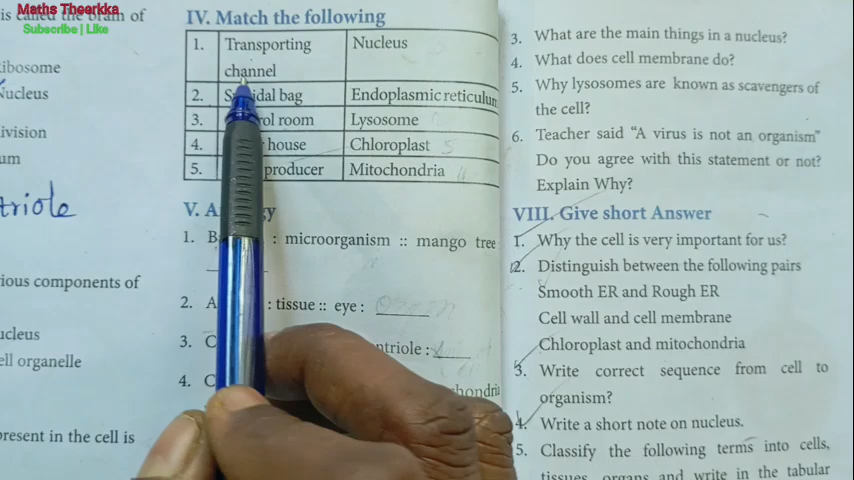 Maths Theerkka
Subscribe | Like
is called the brain of
ibosome
Nucleus
ivision
um
triole
ious components of
ucleus
ell organelle
present in the cell is
IV. Match the following
1. Transporting channel Nucleus
2. bag Endoplasmic reticulum
3. room Lysosome
4. house Chloroplast 5
5. producer Mitochondria 4
V.
1. : microorganism :: mango tree
2. : tissue :: eye :
3. ntriole :
4. hondri
3. What are the main things in a nucleus?
4. What does cell membrane do?
5. Why lysosomes are known as scavengers of
the cell?
6. Teacher said "A virus is not an organism"
Do you agree with this statement or not?
Explain Why?
VIII. Give short Answer
1. Why the cell is very important for us?
2. Distinguish between the following pairs
Smooth ER and Rough ER
Cell wall and cell membrane
Chloroplast and mitochondria
3. Write correct sequence from cell to
organism?
4. Write a short note on nucleus.
5. Classify the following terms into cells,
tissues, organs and write in the tabular